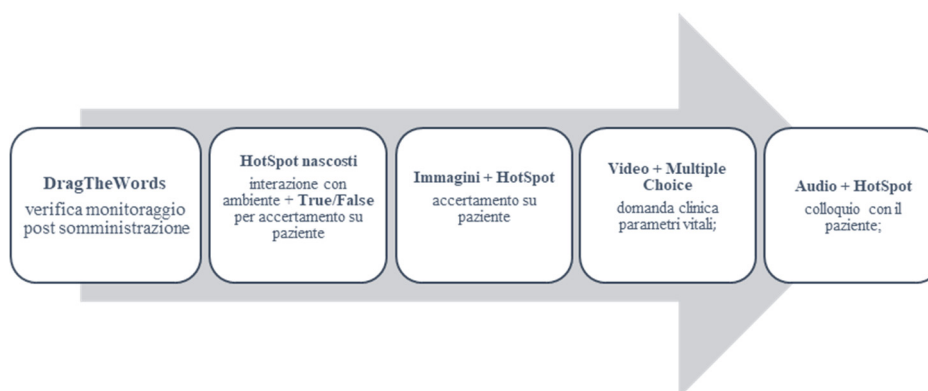 DragTheWords
verifica monitoraggio
post somministrazione
HotSpot nascosti
interazione con
ambiente + True/False
per accertamento su
paziente
Immagini + HotSpot
accertamento su
paziente
Video + Multiple
Choice
domanda clinica
parametri vitali;
Audio + HotSpot
colloquio con il
paziente;